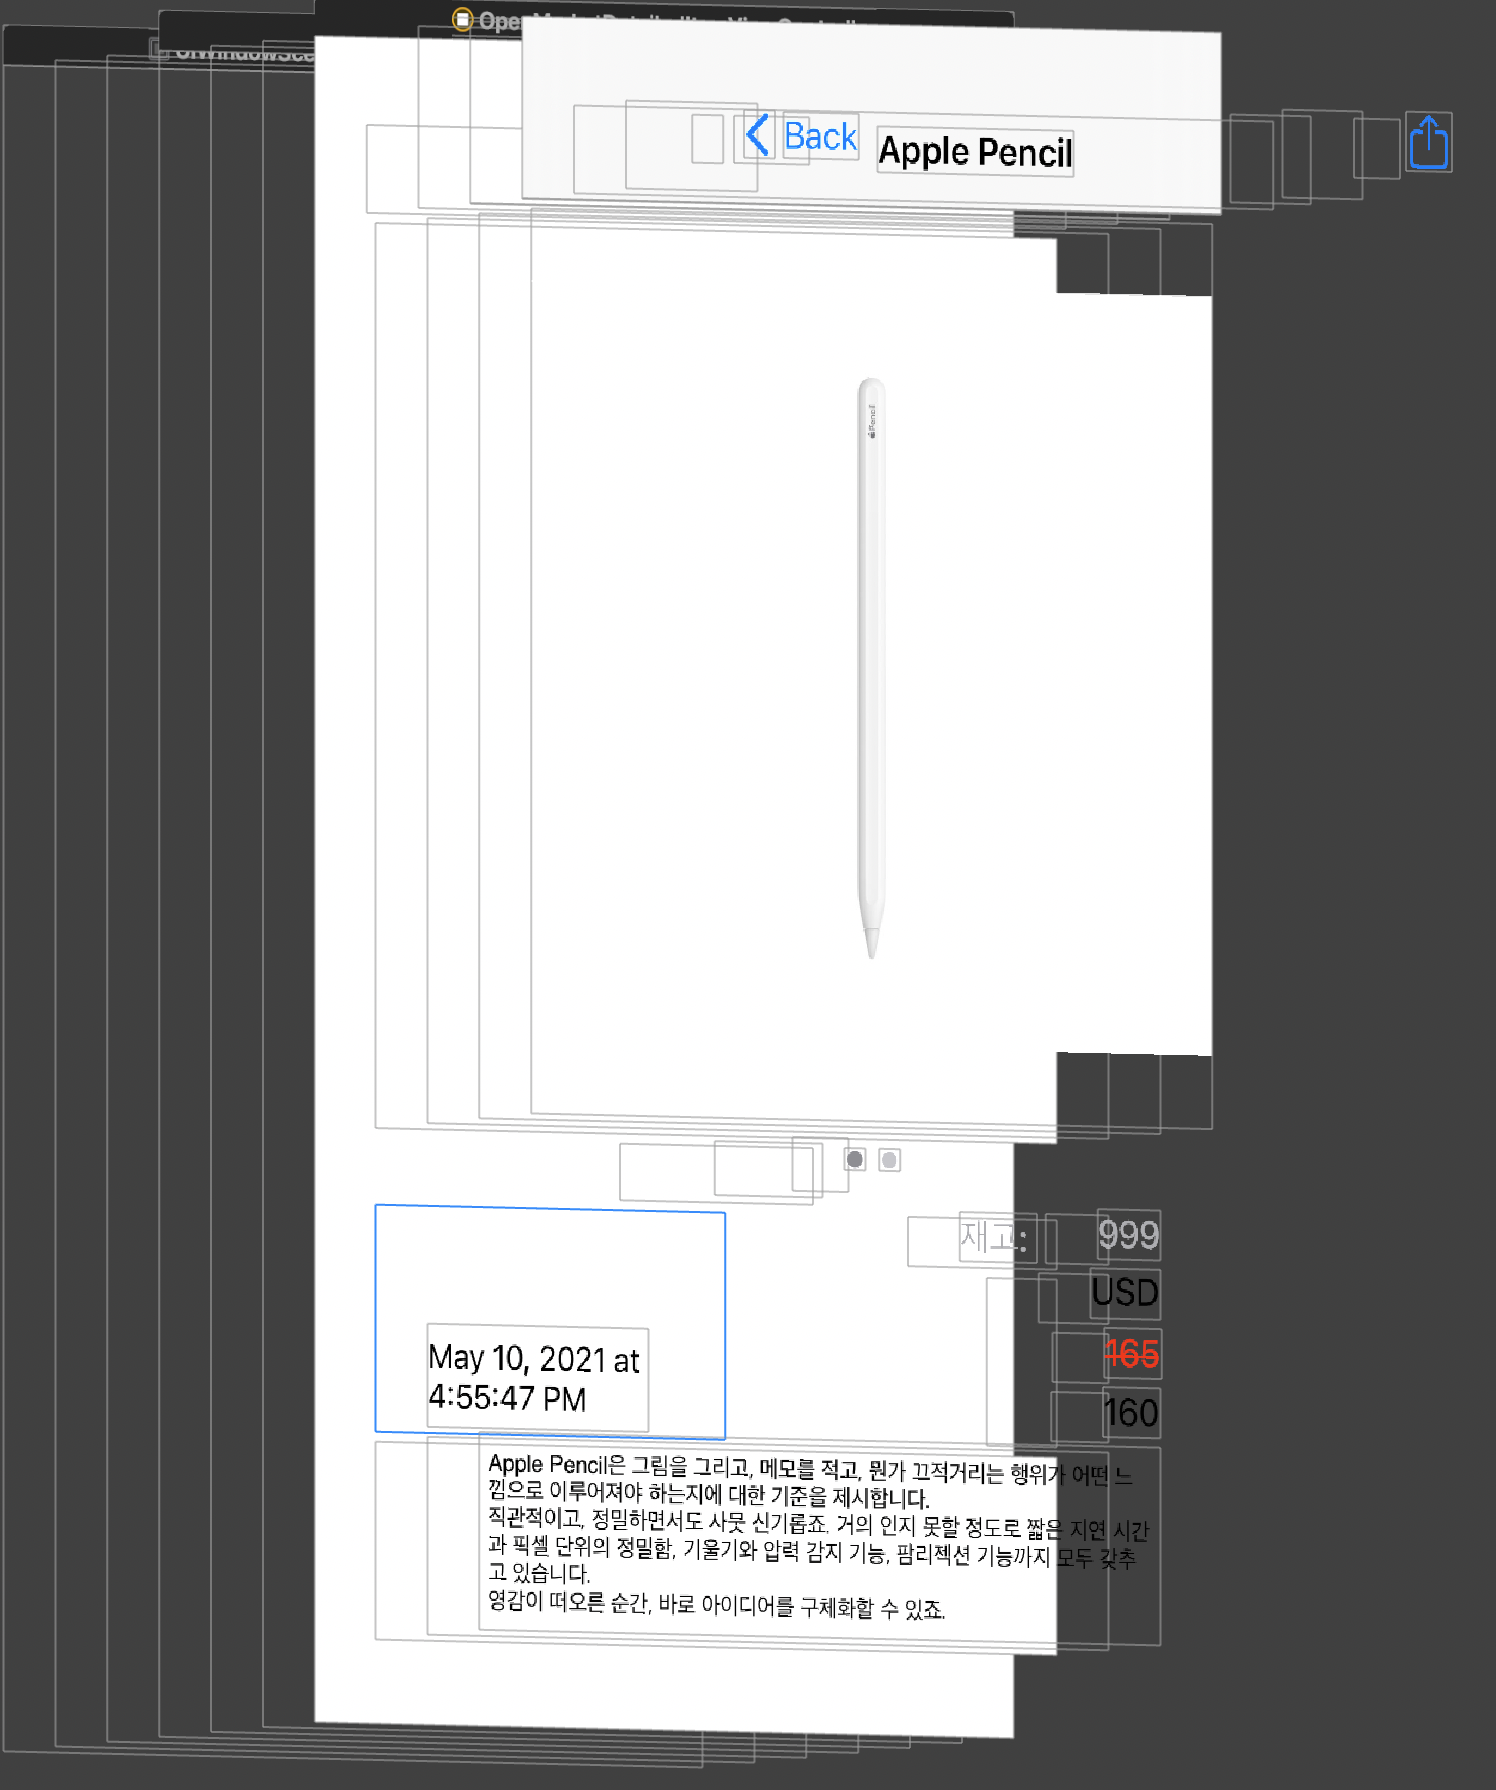 Back
Apple Pencil
Pencil
재고:
999
USD
165
160
May 10, 2021 at
4:55:47 PM
Apple Pencil은 그림을 그리고, 메모를 적고, 뭔가 끄적거리는 행위가 어떤 느
낌으로 이루어져야 하는지에 대한 기준을 제시합니다.
직관적이고, 정밀하면서도 사뭇 신기롭죠. 거의 인지 못할 정도로 짧은 지연 시간
과 픽셀 단위의 정밀함, 기울기와 압력 감지 기능, 팜리젝션 기능까지 모두 갖추
고 있습니다.
영감이 떠오른 순간, 바로 아이디어를 구체화할 수 있죠.